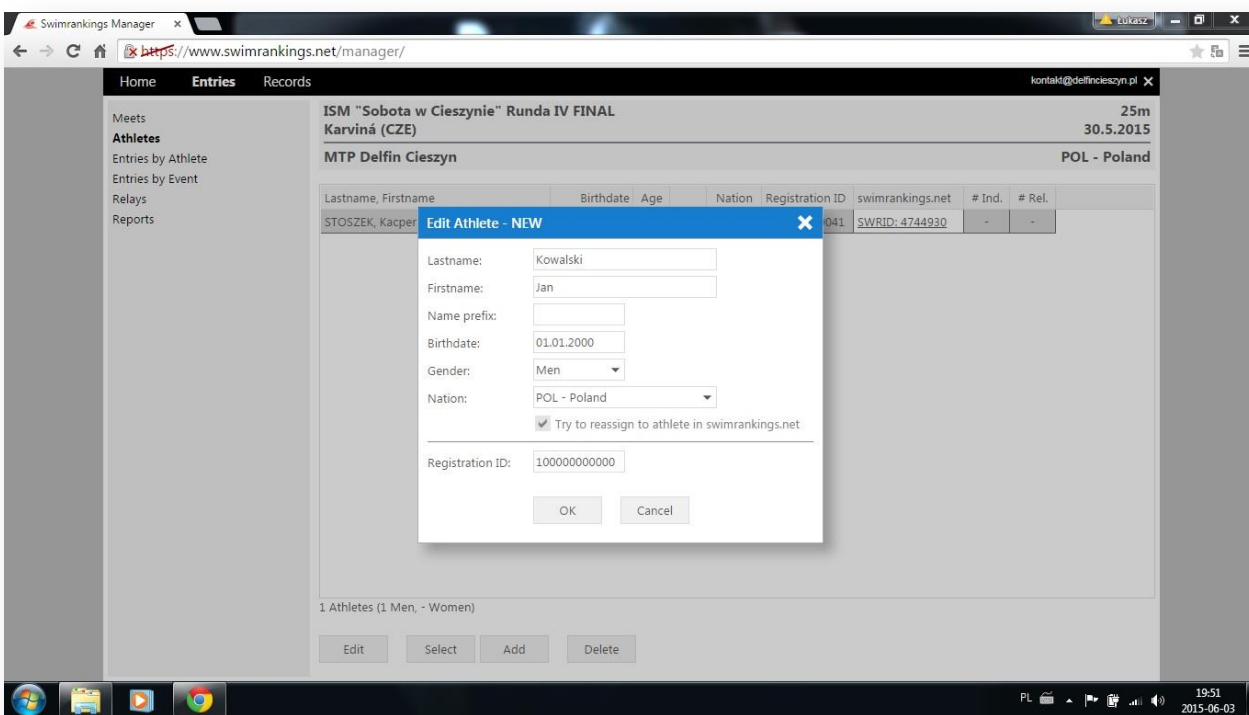 Swimrankings Manager
Łukasz
https://www.swimrankings.net/manager/
Home Entries Records kontakt@delfincieszyn.pl
Meets
Athletes
Entries by Athlete
Entries by Event
Relays
Reports
ISM "Sobota w Cieszynie" Runda IV FINAL 25m
Karviná (CZE) 30.5.2015
MTP Delfin Cieszyn POL - Poland
Lastname, Firstname Birthdate Age Nation Registration ID swimrankings.net # Ind. # Rel.
STOSZEK, Kacper 041 SWRID: 4744930 - -
Edit Athlete - NEW
Lastname: Kowalski
Firstname: Jan
Name prefix:
Birthdate: 01.01.2000
Gender: Men
Nation: POL - Poland
Try to reassign to athlete in swimrankings.net
Registration ID: 100000000000
OK Cancel
1 Athletes (1 Men, - Women)
Edit Select Add Delete
PL 19:51
2015-06-03